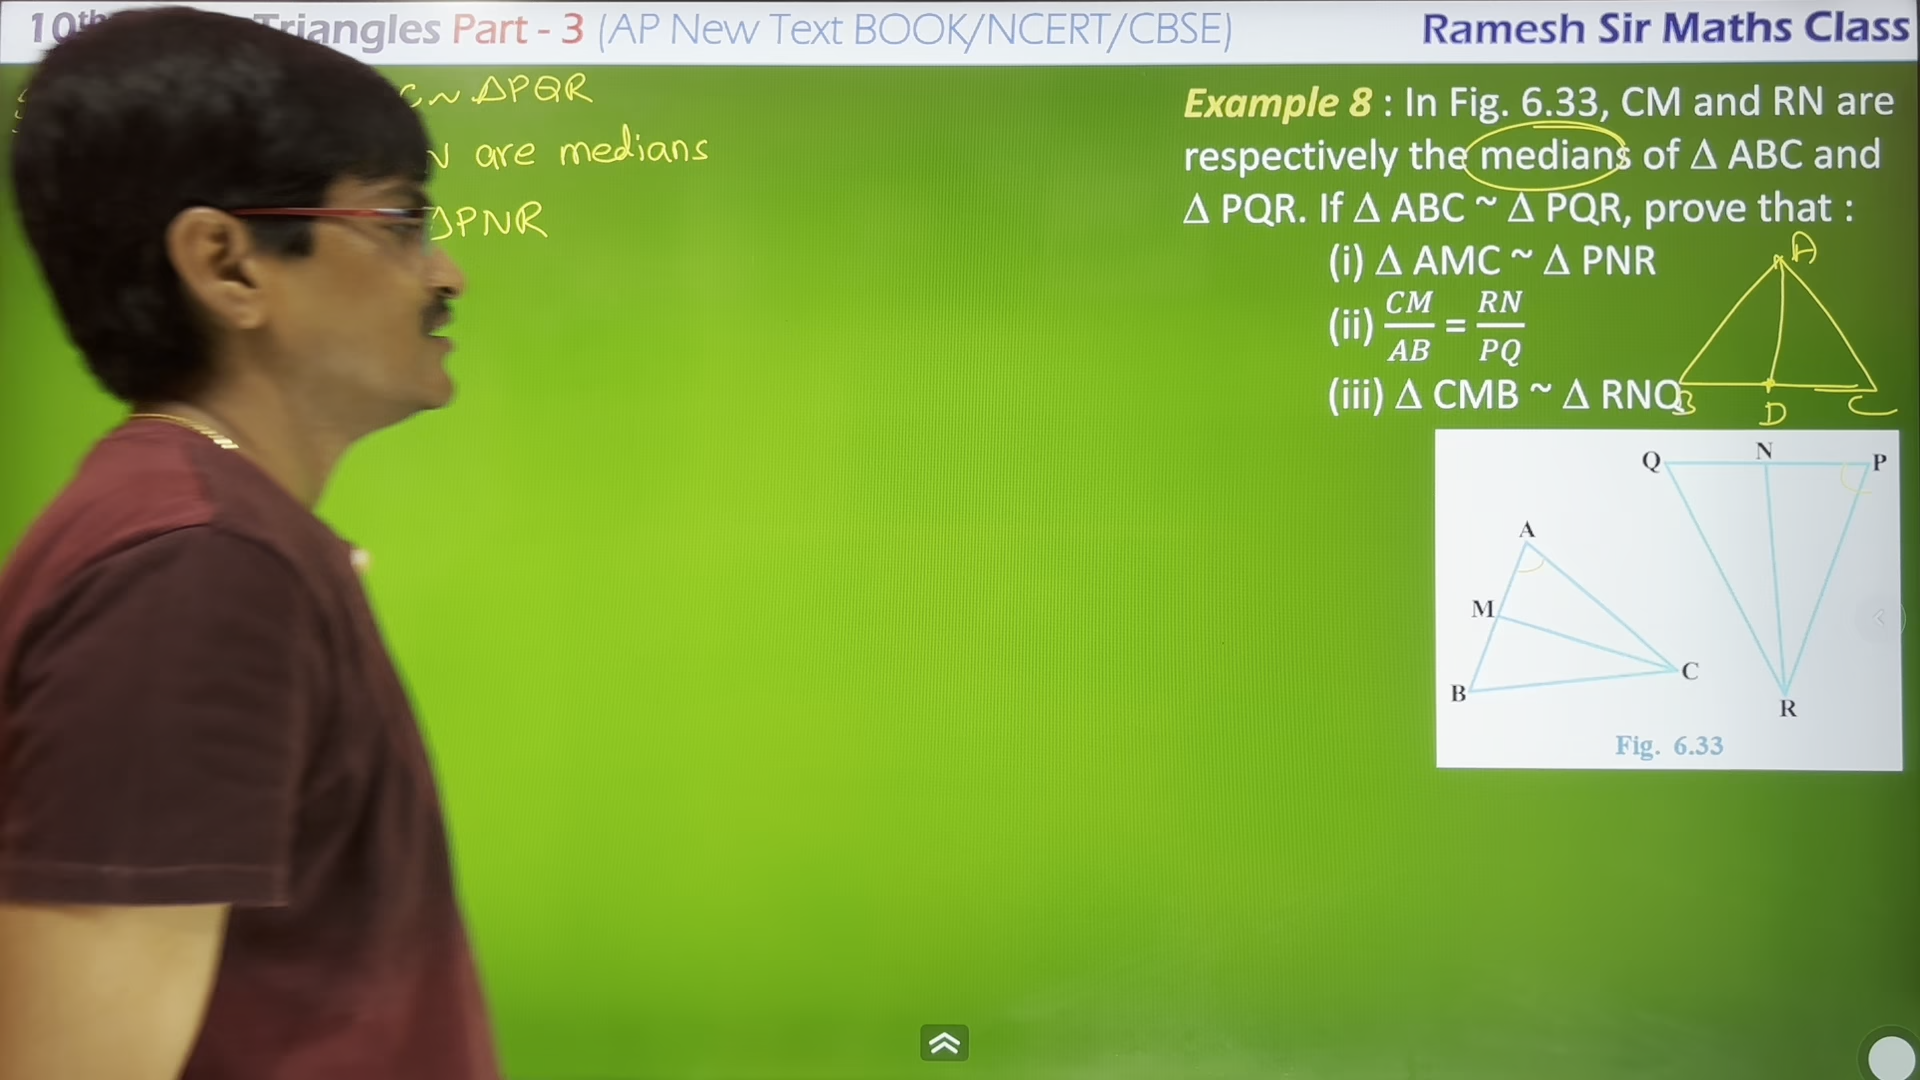 10th Triangles Part - 3 (AP New Text BOOK/NCERT/CBSE)
Ramesh Sir Maths Class
C ~ ΔPQR
N are medians
ΔPNR
Example 8 : In Fig. 6.33, CM and RN are
respectively the medians of Δ ABC and
Δ PQR. If Δ ABC ~ Δ PQR, prove that :
(i) Δ AMC ~ Δ PNR
(ii) CM/AB = RN/PQ
(iii) Δ CMB ~ Δ RNQ
A
B D C
Q N P
A
M
B C
R
Fig. 6.33